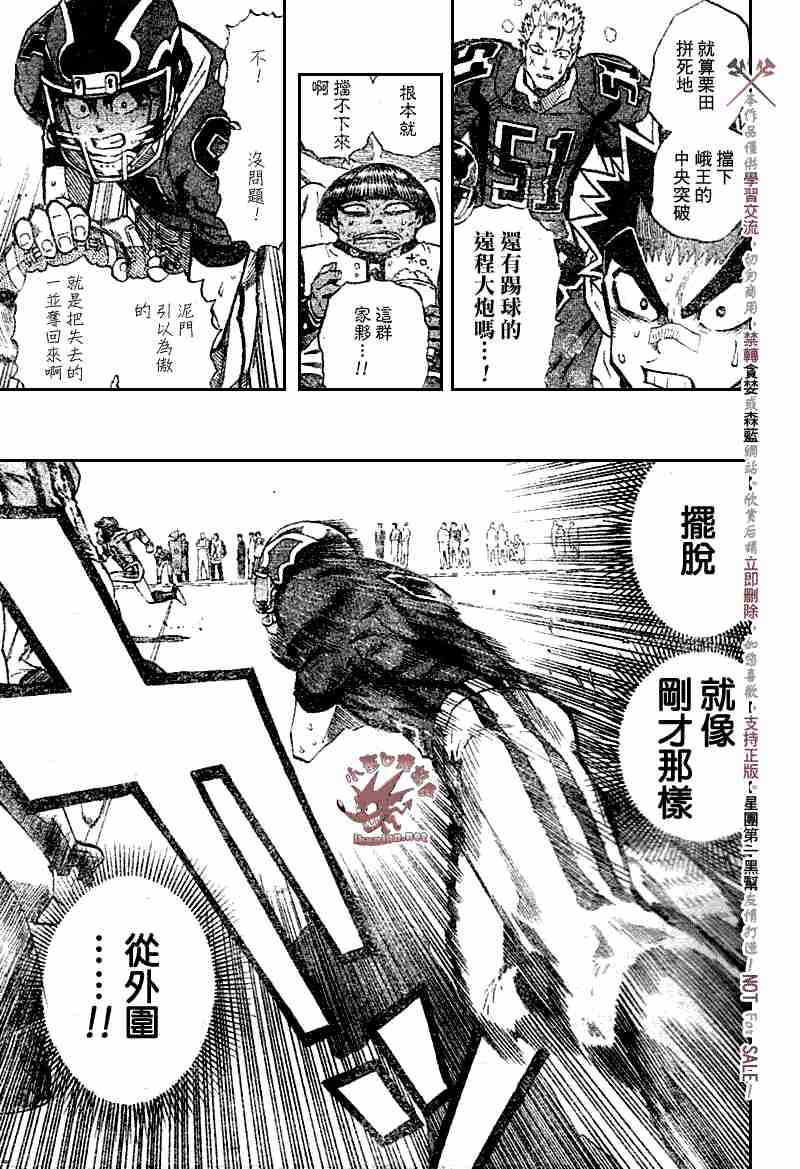 就算栗田
拼死地
擋下
峨王的
中央突破
還有踢球的
遠程大炮嗎…！
51
根本就
擋不下來
啊
這群
家夥…!!
不！
沒問題！
泥門
引以為傲
的
就是把失去的
一並奪回來啊
擺脫
就像
剛才那樣
從外圍
……!!
本作品僅供學習交流，切勿商用，禁轉貪婪或森藍網站。欣賞后請立即刪除，如您喜歡，支持正版。星團第二黑幫友情打造！NOT For SALE！